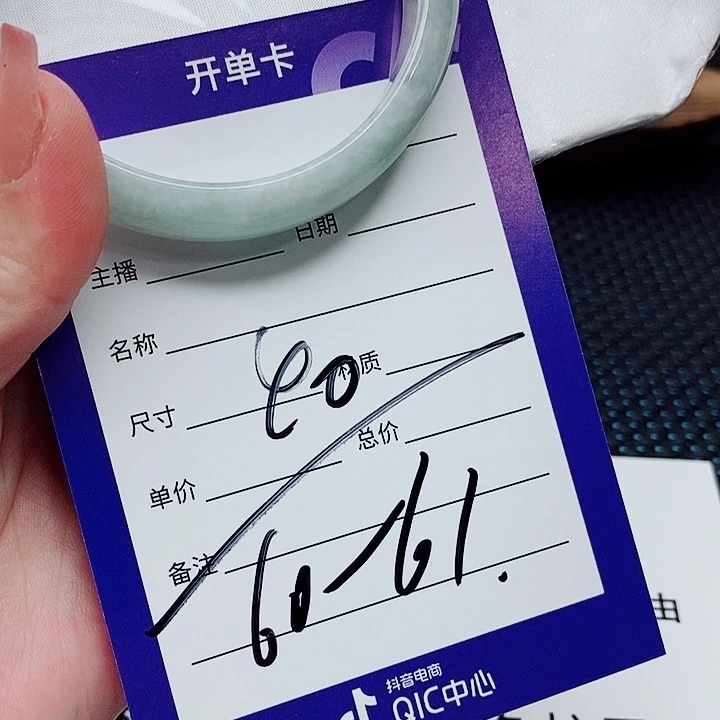 开单卡
日期
主播
名称
材质
尺寸
总价
单价
备注
60-61.
抖音电商
QIC中心
由